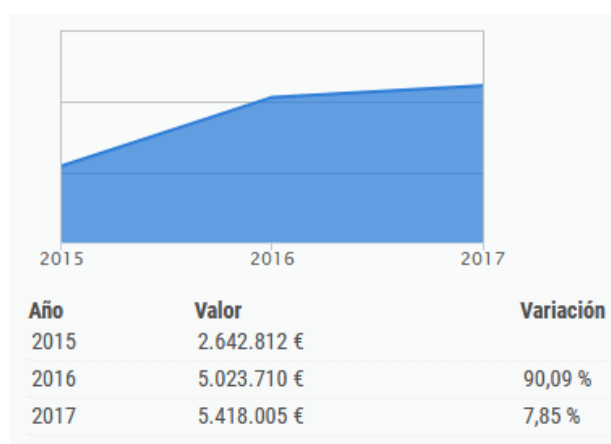 2015 2016 2017
Año Valor Variación
2015 2.642.812 €
2016 5.023.710 € 90,09 %
2017 5.418.005 € 7,85 %